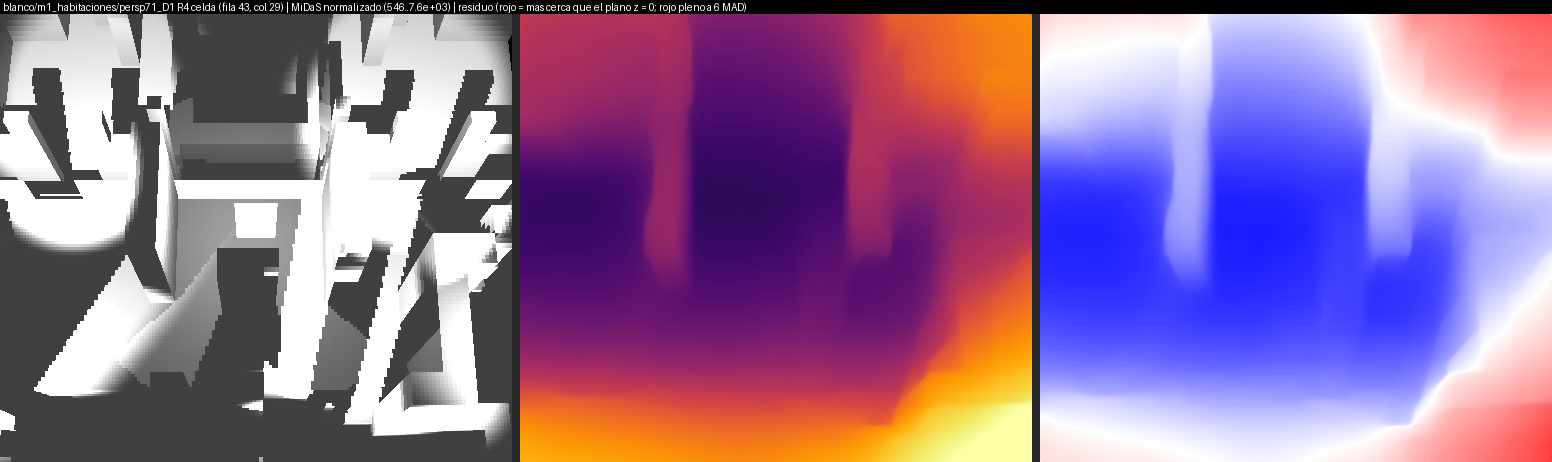 blanco/m1_habitaciones/persp71_D1 R4 celda (fila 43, col 29) | MiDaS normalizado (546..7.6e+03) | residuo (rojo = mas cerca que el plano z = 0; rojo pleno a 6 MAD)